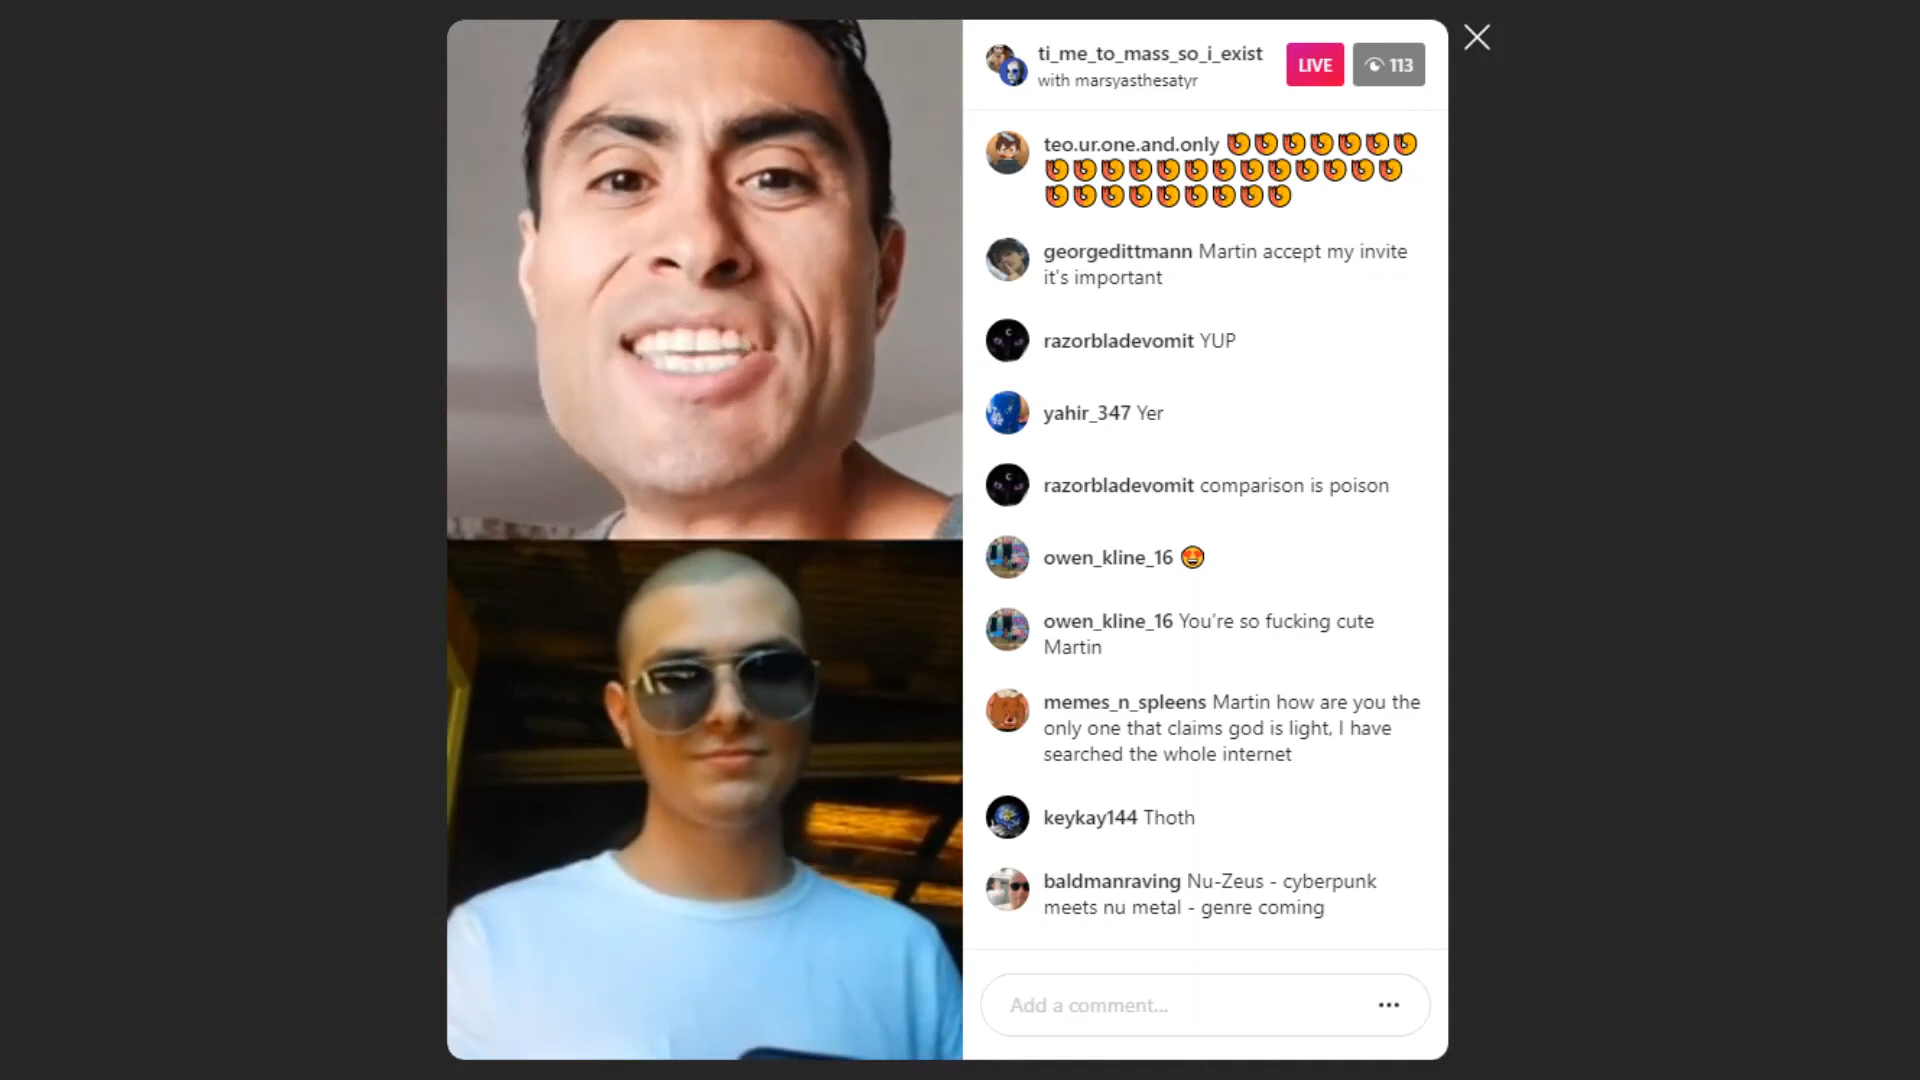 ti_me_to_mass_so_i_exist
with marsyasthesatyr
LIVE
113
teo.ur.one.and.only
georgedittmann Martin accept my invite
it's important
razorbladevomit YUP
yahir_347 Yer
razorbladevomit comparison is poison
owen_kline_16 😍
owen_kline_16 You're so fucking cute
Martin
memes_n_spleens Martin how are you the
only one that claims god is light, I have
searched the whole internet
keykay144 Thoth
baldmanraving Nu-Zeus - cyberpunk
meets nu metal - genre coming
Add a comment...